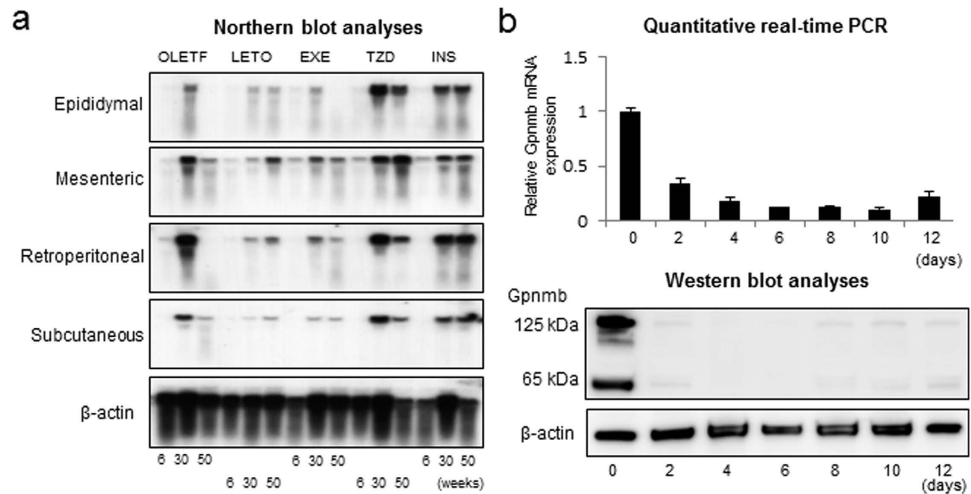 a
Northern blot analyses
OLETF LETO EXE TZD INS
Epididymal
Mesenteric
Retroperitoneal
Subcutaneous
β-actin
6 30 50 6 30 50 6 30 50 6 30 50 6 30 50 (weeks)
b
Quantitative real-time PCR
Relative Gpnmb mRNA
expression
1.5
1
0.5
0
0 2 4 6 8 10 12
(days)
Western blot analyses
Gpnmb
125 kDa
65 kDa
β-actin
0 2 4 6 8 10 12
(days)